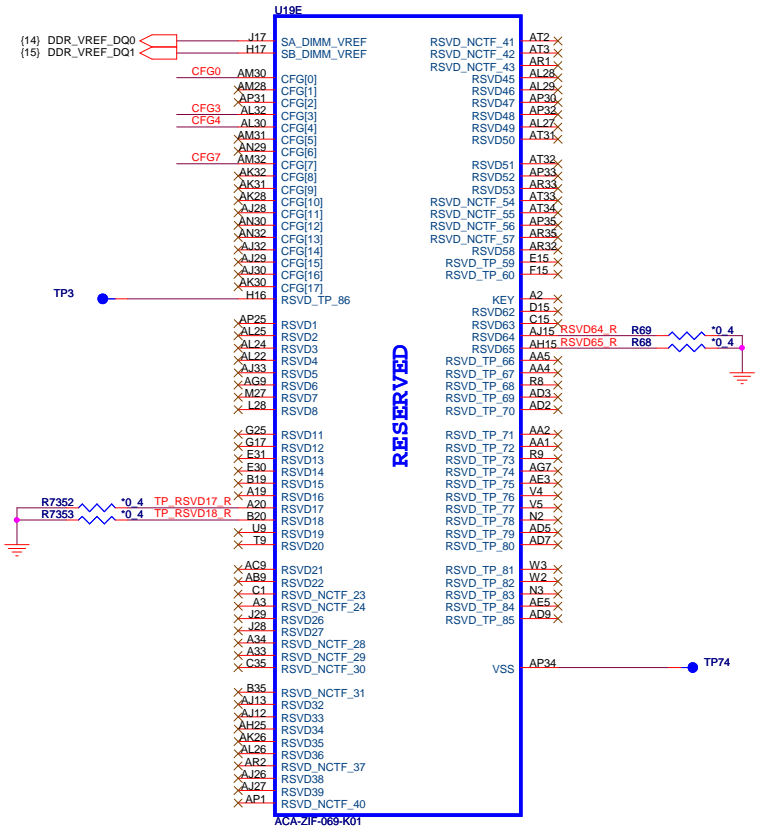 U19E
{14} DDR_VREF_DQ0 J17 SA_DIMM_VREF
{15} DDR_VREF_DQ1 H17 SB_DIMM_VREF
CFG0 AM30 CFG[0]
AM28 CFG[1]
AP31 CFG[2]
CFG3 AL32 CFG[3]
CFG4 AL30 CFG[4]
AM31 CFG[5]
AN29 CFG[6]
CFG7 AM32 CFG[7]
AK32 CFG[8]
AK31 CFG[9]
AK28 CFG[10]
AJ28 CFG[11]
AN30 CFG[12]
AN32 CFG[13]
AJ32 CFG[14]
AJ29 CFG[15]
AJ30 CFG[16]
AK30 CFG[17]
TP3 H16 RSVD_TP_86
AP25 RSVD1
AL25 RSVD2
AL24 RSVD3
AL22 RSVD4
AJ33 RSVD5
AG9 RSVD6
M27 RSVD7
L28 RSVD8
G25 RSVD11
G17 RSVD12
E31 RSVD13
E30 RSVD14
B19 RSVD15
A19 RSVD16
R7352 *0_4 TP_RSVD17_R A20 RSVD17
R7353 *0_4 TP_RSVD18_R B20 RSVD18
U9 RSVD19
T9 RSVD20
AC9 RSVD21
AB9 RSVD22
C1 RSVD_NCTF_23
A3 RSVD_NCTF_24
J29 RSVD26
J28 RSVD27
A34 RSVD_NCTF_28
A33 RSVD_NCTF_29
C35 RSVD_NCTF_30
B35 RSVD_NCTF_31
AJ13 RSVD32
AJ12 RSVD33
AH25 RSVD34
AK26 RSVD35
AL26 RSVD36
AR2 RSVD_NCTF_37
AJ26 RSVD38
AJ27 RSVD39
AP1 RSVD_NCTF_40
RESERVED
RSVD_NCTF_41 AT2
RSVD_NCTF_42 AT3
RSVD_NCTF_43 AR1
RSVD45 AL28
RSVD46 AL29
RSVD47 AP30
RSVD48 AP32
RSVD49 AL27
RSVD50 AT31
RSVD51 AT32
RSVD52 AP33
RSVD53 AR33
RSVD_NCTF_54 AT33
RSVD_NCTF_55 AT34
RSVD_NCTF_56 AP35
RSVD_NCTF_57 AR35
RSVD58 AR32
RSVD_TP_59 E15
RSVD_TP_60 F15
KEY A2
RSVD62 D15
RSVD63 C15
RSVD64 AJ15 RSVD64_R R69 *0_4
RSVD65 AH15 RSVD65_R R68 *0_4
RSVD_TP_66 AA5
RSVD_TP_67 AA4
RSVD_TP_68 R8
RSVD_TP_69 AD3
RSVD_TP_70 AD2
RSVD_TP_71 AA2
RSVD_TP_72 AA1
RSVD_TP_73 R9
RSVD_TP_74 AG7
RSVD_TP_75 AE3
RSVD_TP_76 V4
RSVD_TP_77 V5
RSVD_TP_78 N2
RSVD_TP_79 AD5
RSVD_TP_80 AD7
RSVD_TP_81 W3
RSVD_TP_82 W2
RSVD_TP_83 N3
RSVD_TP_84 AE5
RSVD_TP_85 AD9
VSS AP34 TP74
ACA-ZIF-069-K01